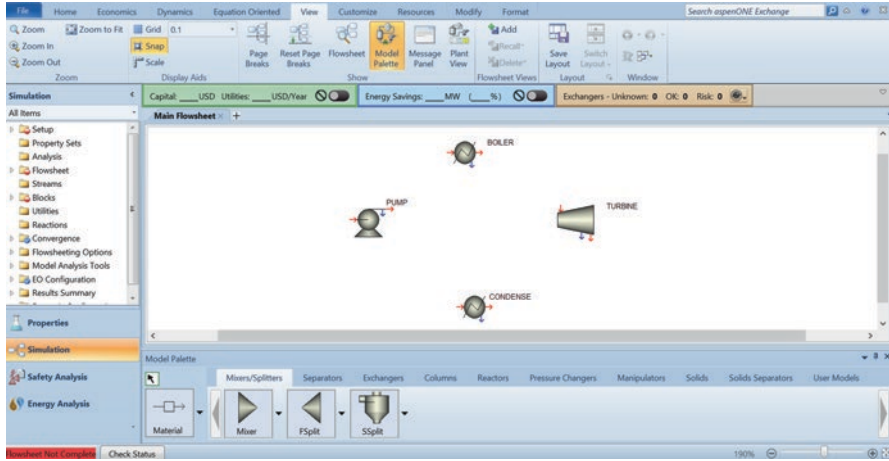 File Home Economics Dynamics Equation Oriented View Customize Resources Modify Format Search aspenONE Exchange
Zoom Zoom to Fit Grid 0.1 Add
Zoom In Snap Recall
Zoom Out Scale Delete
Page Breaks Reset Page Breaks Flowsheet Model Palette Message Panel Plant View Save Layout Switch Layout
Zoom Display Aids Show Flowsheet Views Layout Window
Simulation Capital: ____USD Utilities: ____USD/Year Energy Savings: ____MW (____%) Exchangers - Unknown: 0 OK: 0 Risk: 0
All Items Main Flowsheet × +
Setup
Property Sets
Analysis
Flowsheet
Streams
Blocks
Utilities
Reactions
Convergence
Flowsheeting Options
Model Analysis Tools
EO Configuration
Results Summary
BOILER
PUMP
TURBINE
CONDENSE
Properties
Simulation
Safety Analysis
Energy Analysis
Model Palette
Mixers/Splitters Separators Exchangers Columns Reactors Pressure Changers Manipulators Solids Solids Separators User Models
Material Mixer FSplit SSplit
Flowsheet Not Complete Check Status 190%